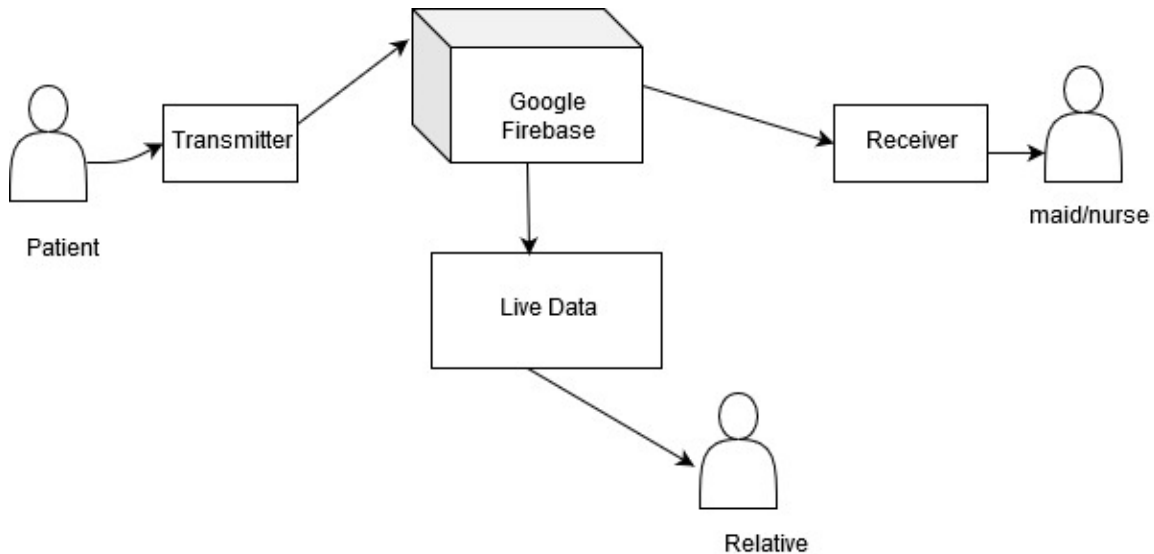 Google
Firebase
Transmitter
Receiver
Patient
maid/nurse
Live Data
Relative